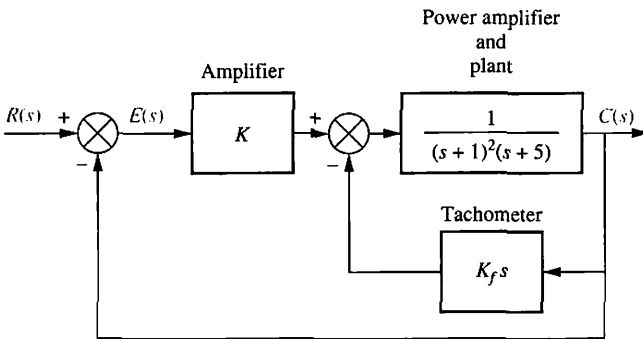 Power amplifier
and
plant
Amplifier
R(s) + E(s) K + 1 C(s)
− − (s + 1)²(s + 5)
Tachometer
K_f s